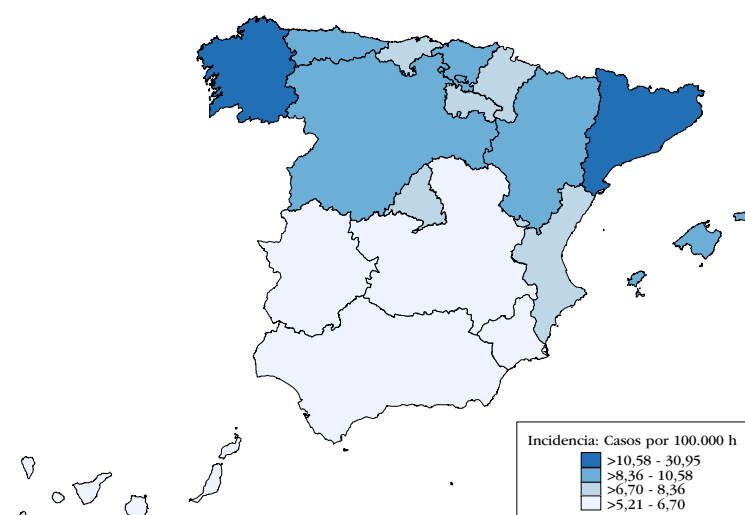 Incidencia: Casos por 100.000 h
>10,58 - 30,95
>8,36 - 10,58
>6,70 - 8,36
>5,21 - 6,70